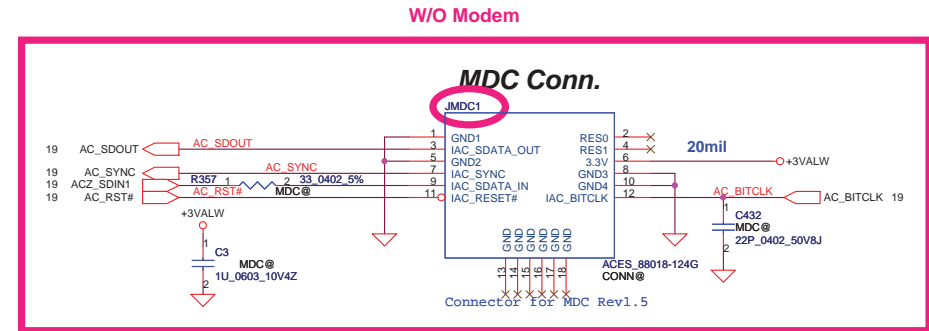 W/O Modem
MDC Conn.
JMDC1
1 GND1 RES0 2
19 AC_SDOUT AC_SDOUT 3 IAC_SDATA_OUT RES1 4 20mil
5 GND2 3.3V 6 +3VALW
19 AC_SYNC AC_SYNC 7 IAC_SYNC GND3 8
19 ACZ_SDIN1 R357 1 2 33_0402_5% 9 IAC_SDATA_IN GND4 10
MDC@
19 AC_RST# AC_RST# 11 IAC_RESET# IAC_BITCLK 12 AC_BITCLK AC_BITCLK 19
+3VALW
1
C3
MDC@
1U_0603_10V4Z
2
1
C432
MDC@
22P_0402_50V8J
2
GND GND GND GND GND GND
13 14 15 16 17 18
ACES_88018-124G
CONN@
Connector for MDC Rev1.5